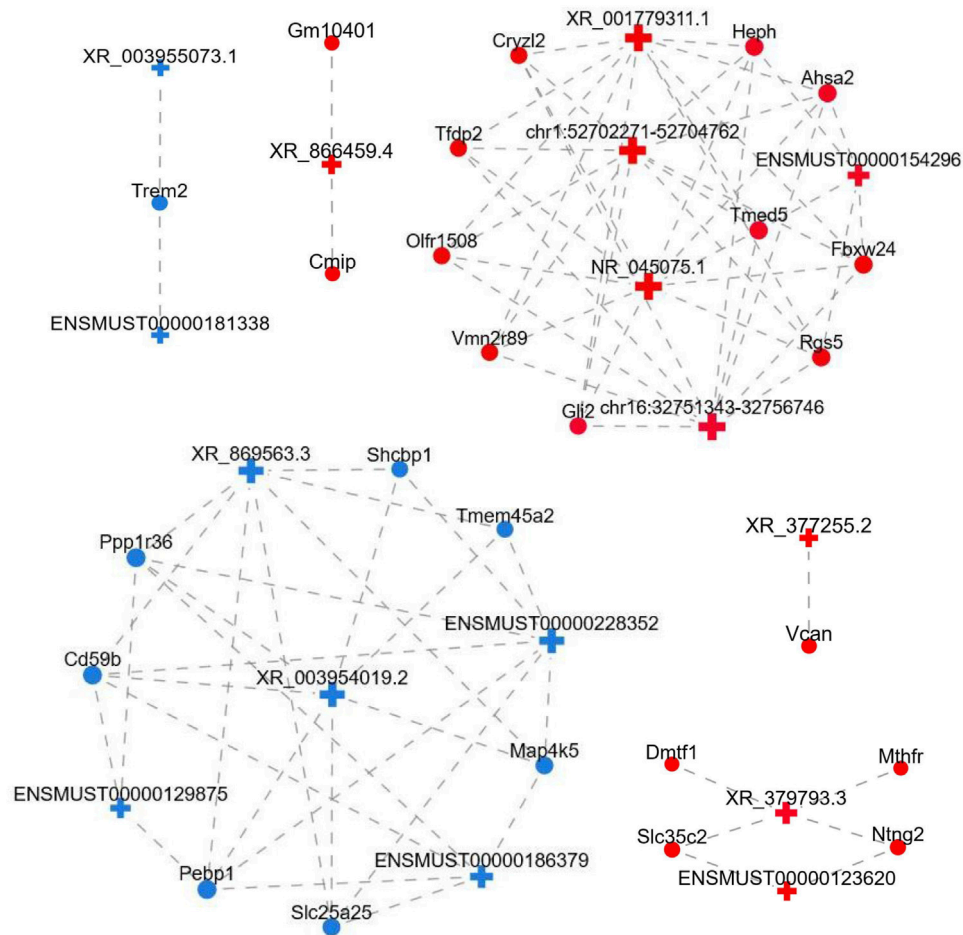 XR_001779311.1
Gm10401
Heph
Cryzl2
XR_003955073.1
Ahsa2
Tfdp2
chr1:52702271-52704762
XR_866459.4
ENSMUST00000154296
Trem2
Tmed5
Olfr1508
Fbxw24
Cmip
NR_045075.1
ENSMUST00000181338
Vmn2r89
Rgs5
Gli2
chr16:32751343-32756746
XR_869563.3
Shcbp1
Tmem45a2
XR_377255.2
Ppp1r36
ENSMUST00000228352
Vcan
Cd59b
XR_003954019.2
Map4k5
Dmtf1
Mthfr
ENSMUST00000129875
XR_379793.3
Slc35c2
Ntng2
ENSMUST00000186379
Pebp1
ENSMUST00000123620
Slc25a25